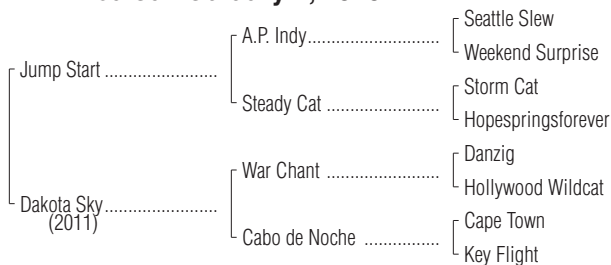 A.P. Indy
Seattle Slew
Weekend Surprise
Jump Start
Steady Cat
Storm Cat
Hopespringsforever
War Chant
Danzig
Hollywood Wildcat
Dakota Sky
(2011)
Cabo de Noche
Cape Town
Key Flight